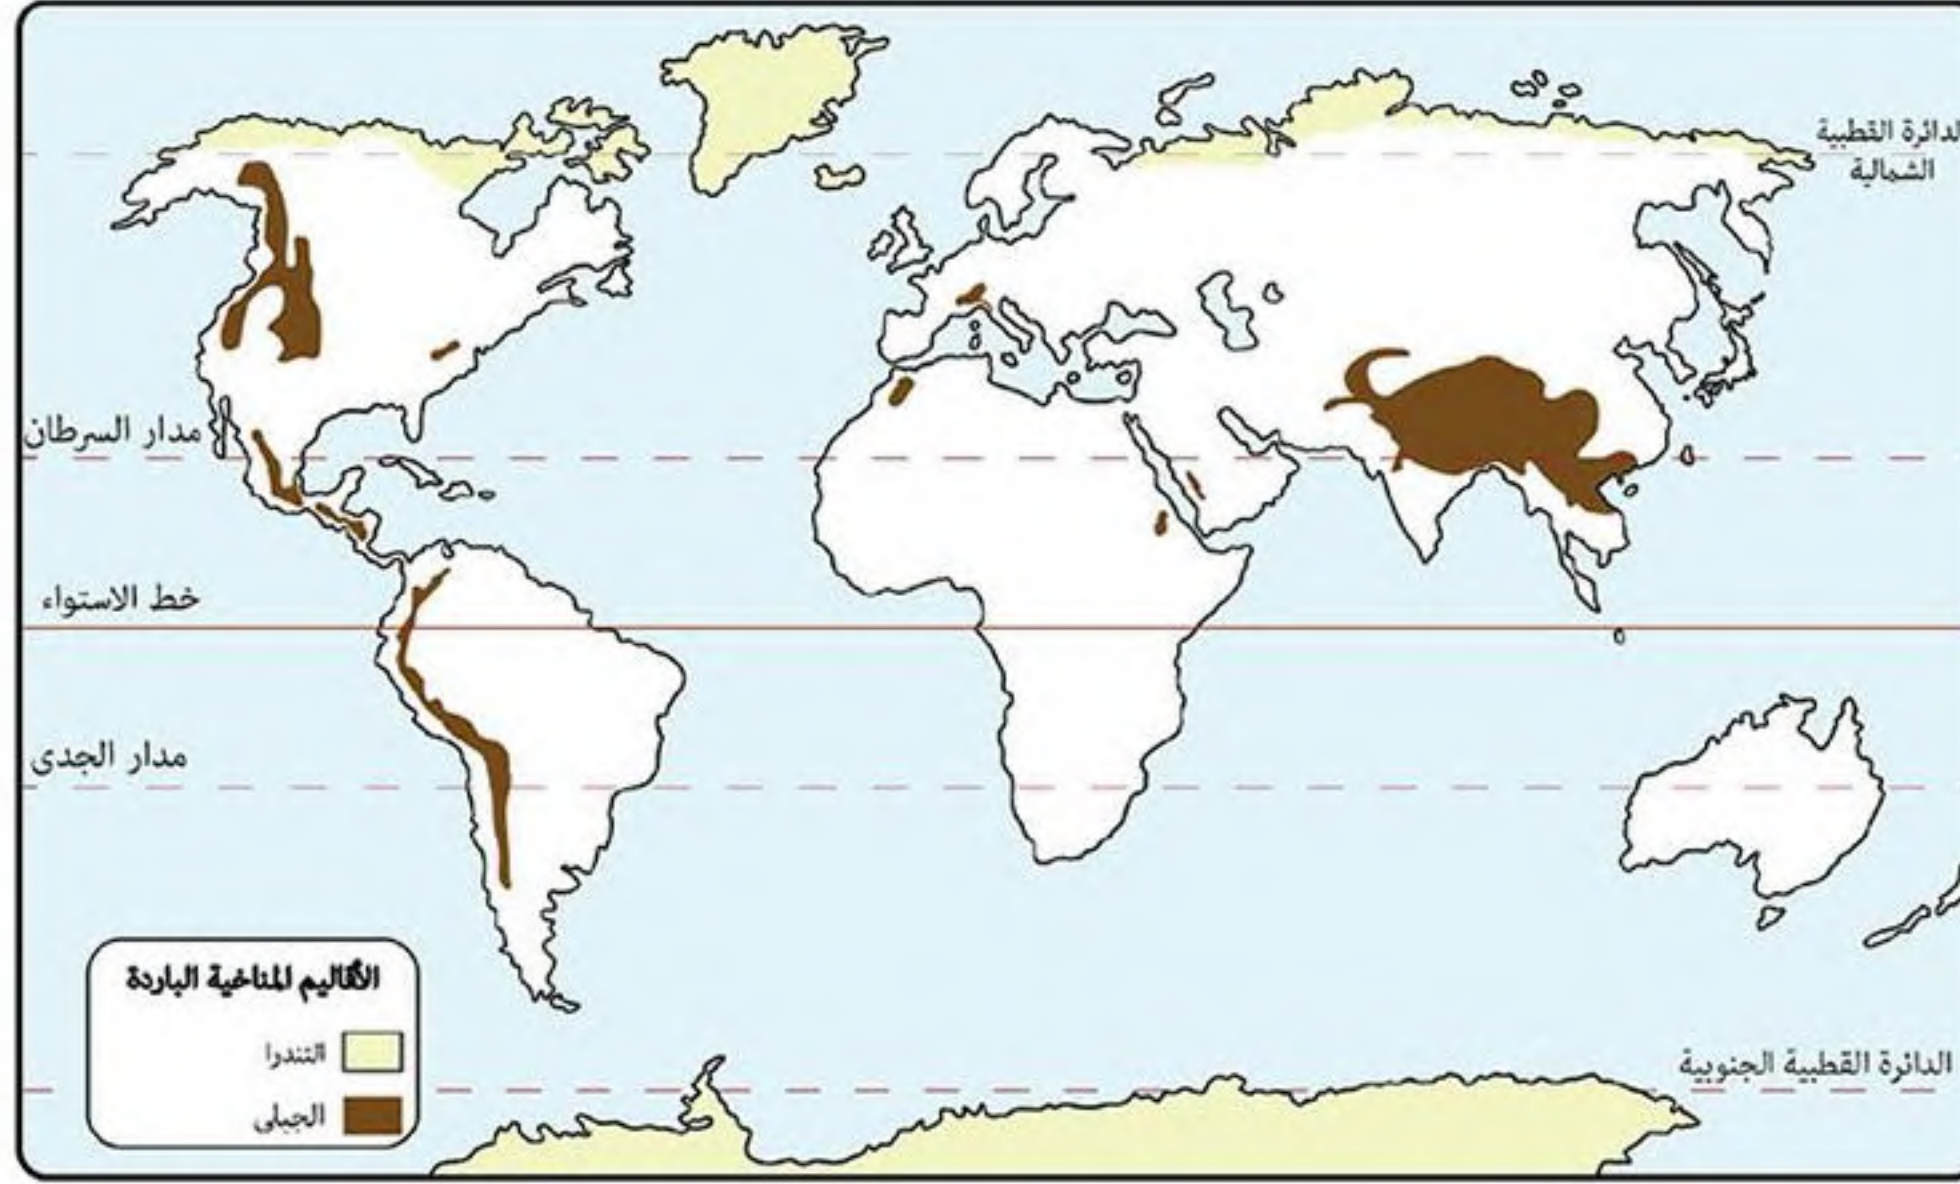 الدائرة القطبية
الشمالية
مدار السرطان
خط الاستواء
مدار الجدى
الدائرة القطبية الجنوبية
الأقاليم المناخية الباردة
التندرا
الجبلى